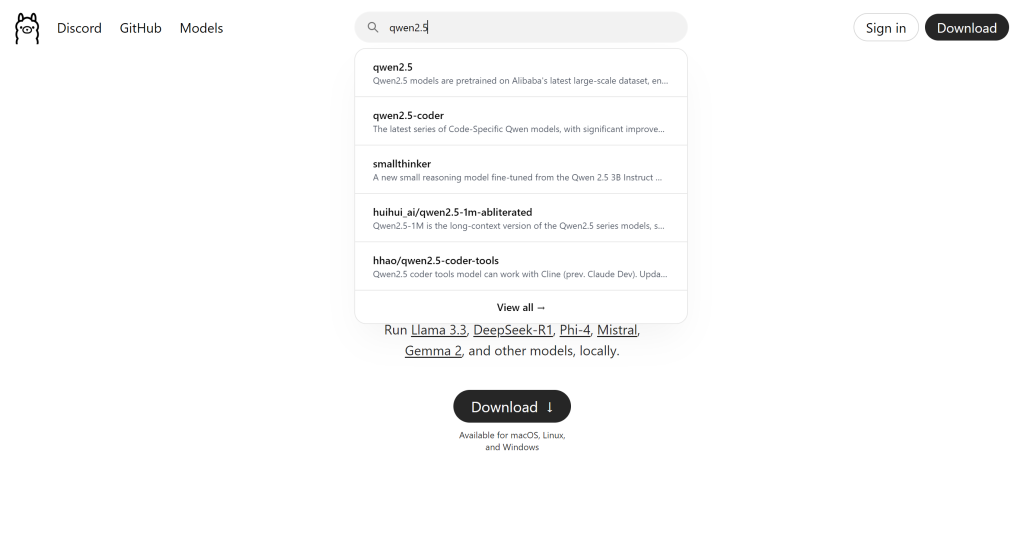 Discord GitHub Models qwen2.5 Sign in Download
qwen2.5
Qwen2.5 models are pretrained on Alibaba's latest large-scale dataset, en...
qwen2.5-coder
The latest series of Code-Specific Qwen models, with significant improve...
smallthinker
A new small reasoning model fine-tuned from the Qwen 2.5 3B Instruct ...
huihui_ai/qwen2.5-1m-abliterated
Qwen2.5-1M is the long-context version of the Qwen2.5 series models, s...
hhao/qwen2.5-coder-tools
Qwen2.5 coder tools model can work with Cline (prev. Claude Dev). Upda...
View all →
Run Llama 3.3, DeepSeek-R1, Phi-4, Mistral,
Gemma 2, and other models, locally.
Download ↓
Available for macOS, Linux,
and Windows